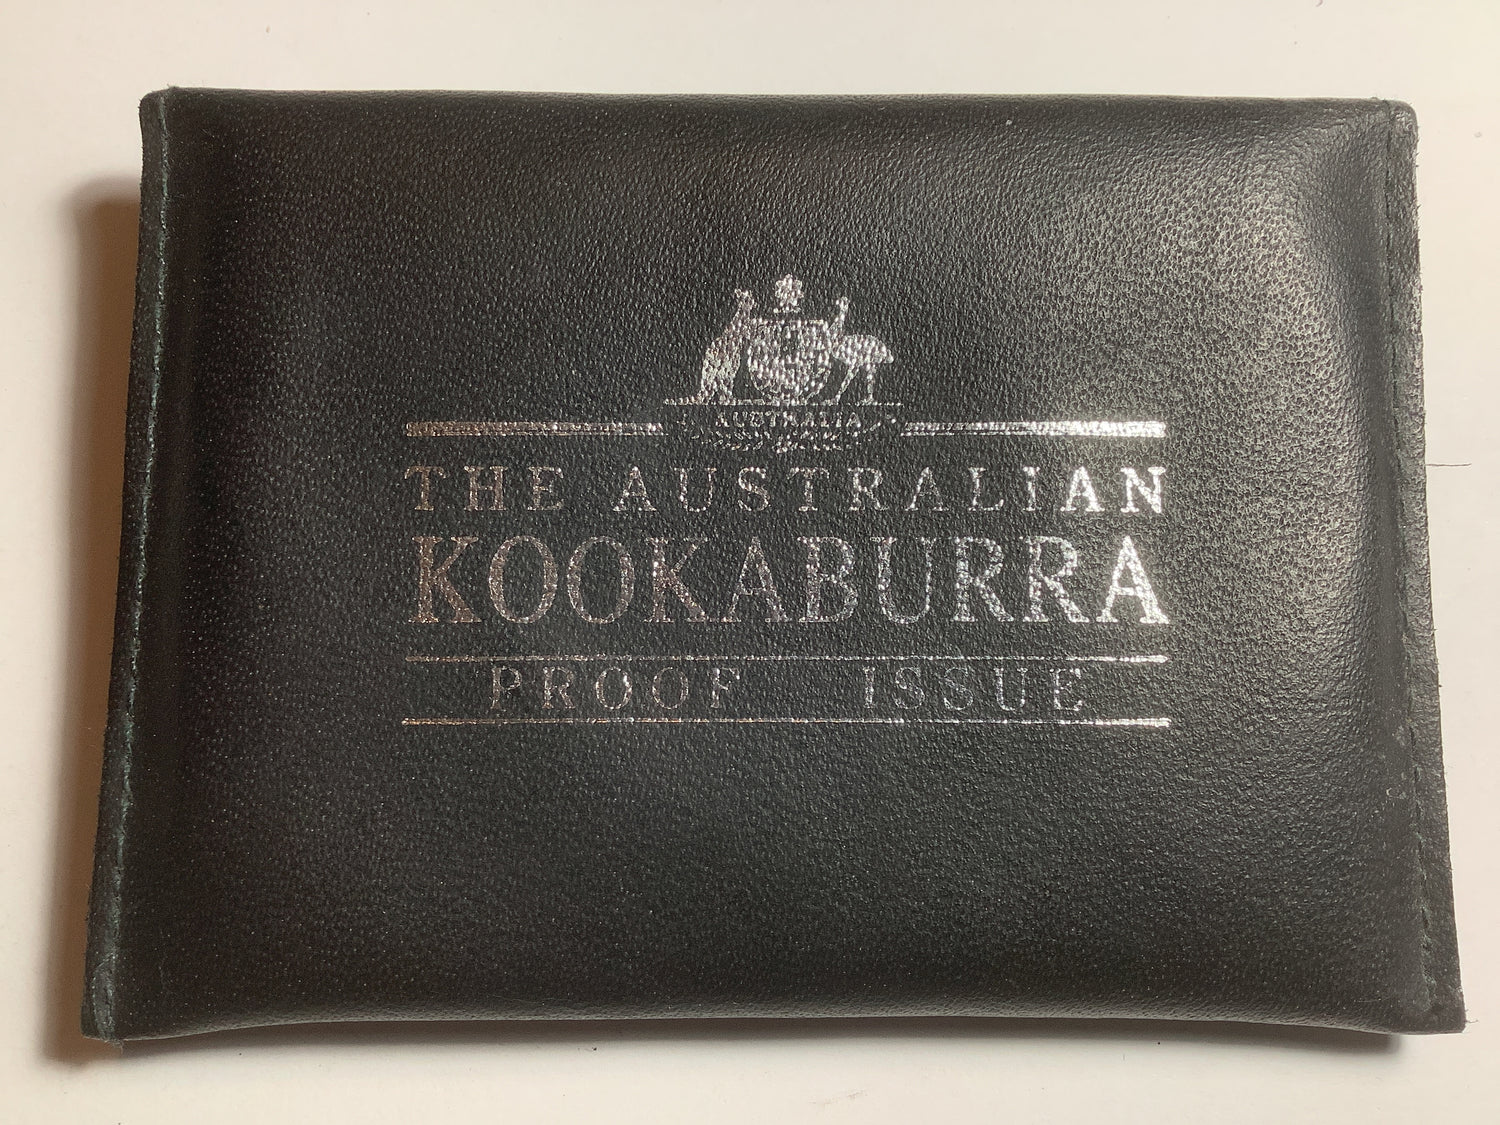 AUSTRALIA
THE AUSTRALIAN
KOOKABURRA
PROOF ISSUE